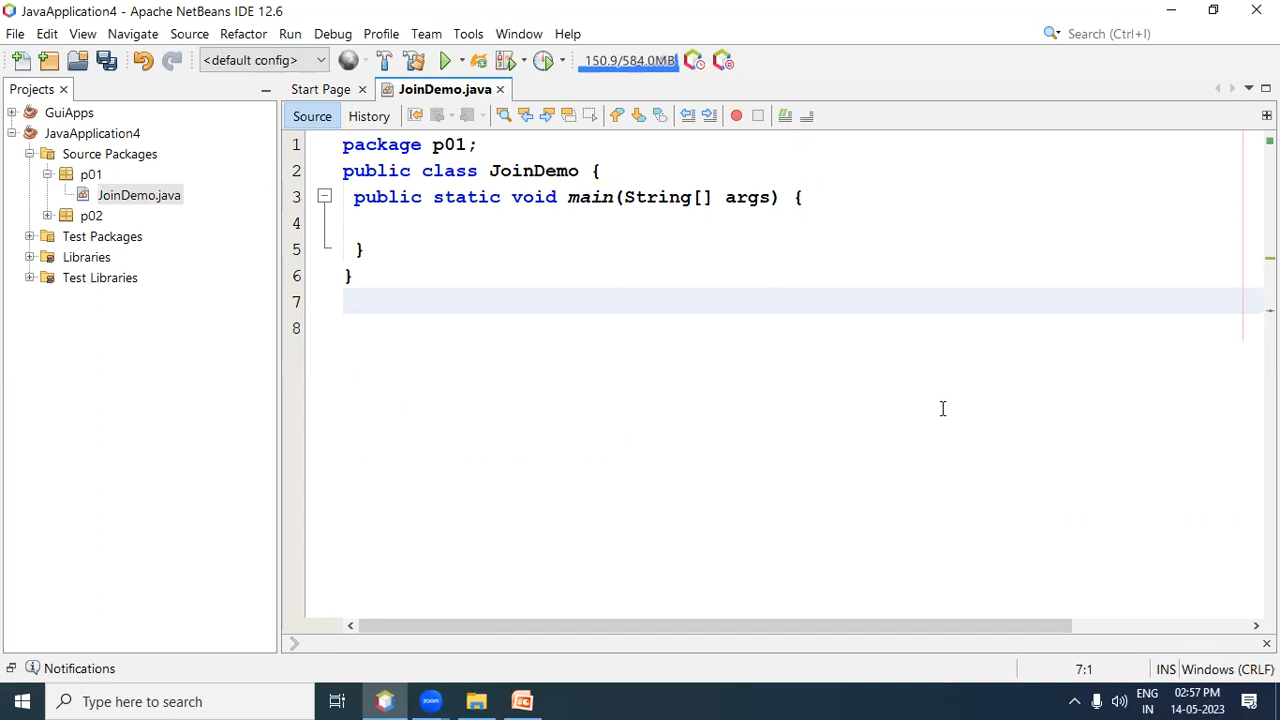 JavaApplication4 - Apache NetBeans IDE 12.6
File Edit View Navigate Source Refactor Run Debug Profile Team Tools Window Help
Search (Ctrl+I)
<default config>
150.9/584.0MB
Projects
Start Page
JoinDemo.java
Source
History
GuiApps
JavaApplication4
Source Packages
p01
JoinDemo.java
p02
Test Packages
Libraries
Test Libraries
1 package p01;
2 public class JoinDemo {
3 public static void main(String[] args) {
4
5 }
6 }
7
8
Notifications
7:1
INS
Windows (CRLF)
Type here to search
zoom
ENG
IN
02:57 PM
14-05-2023